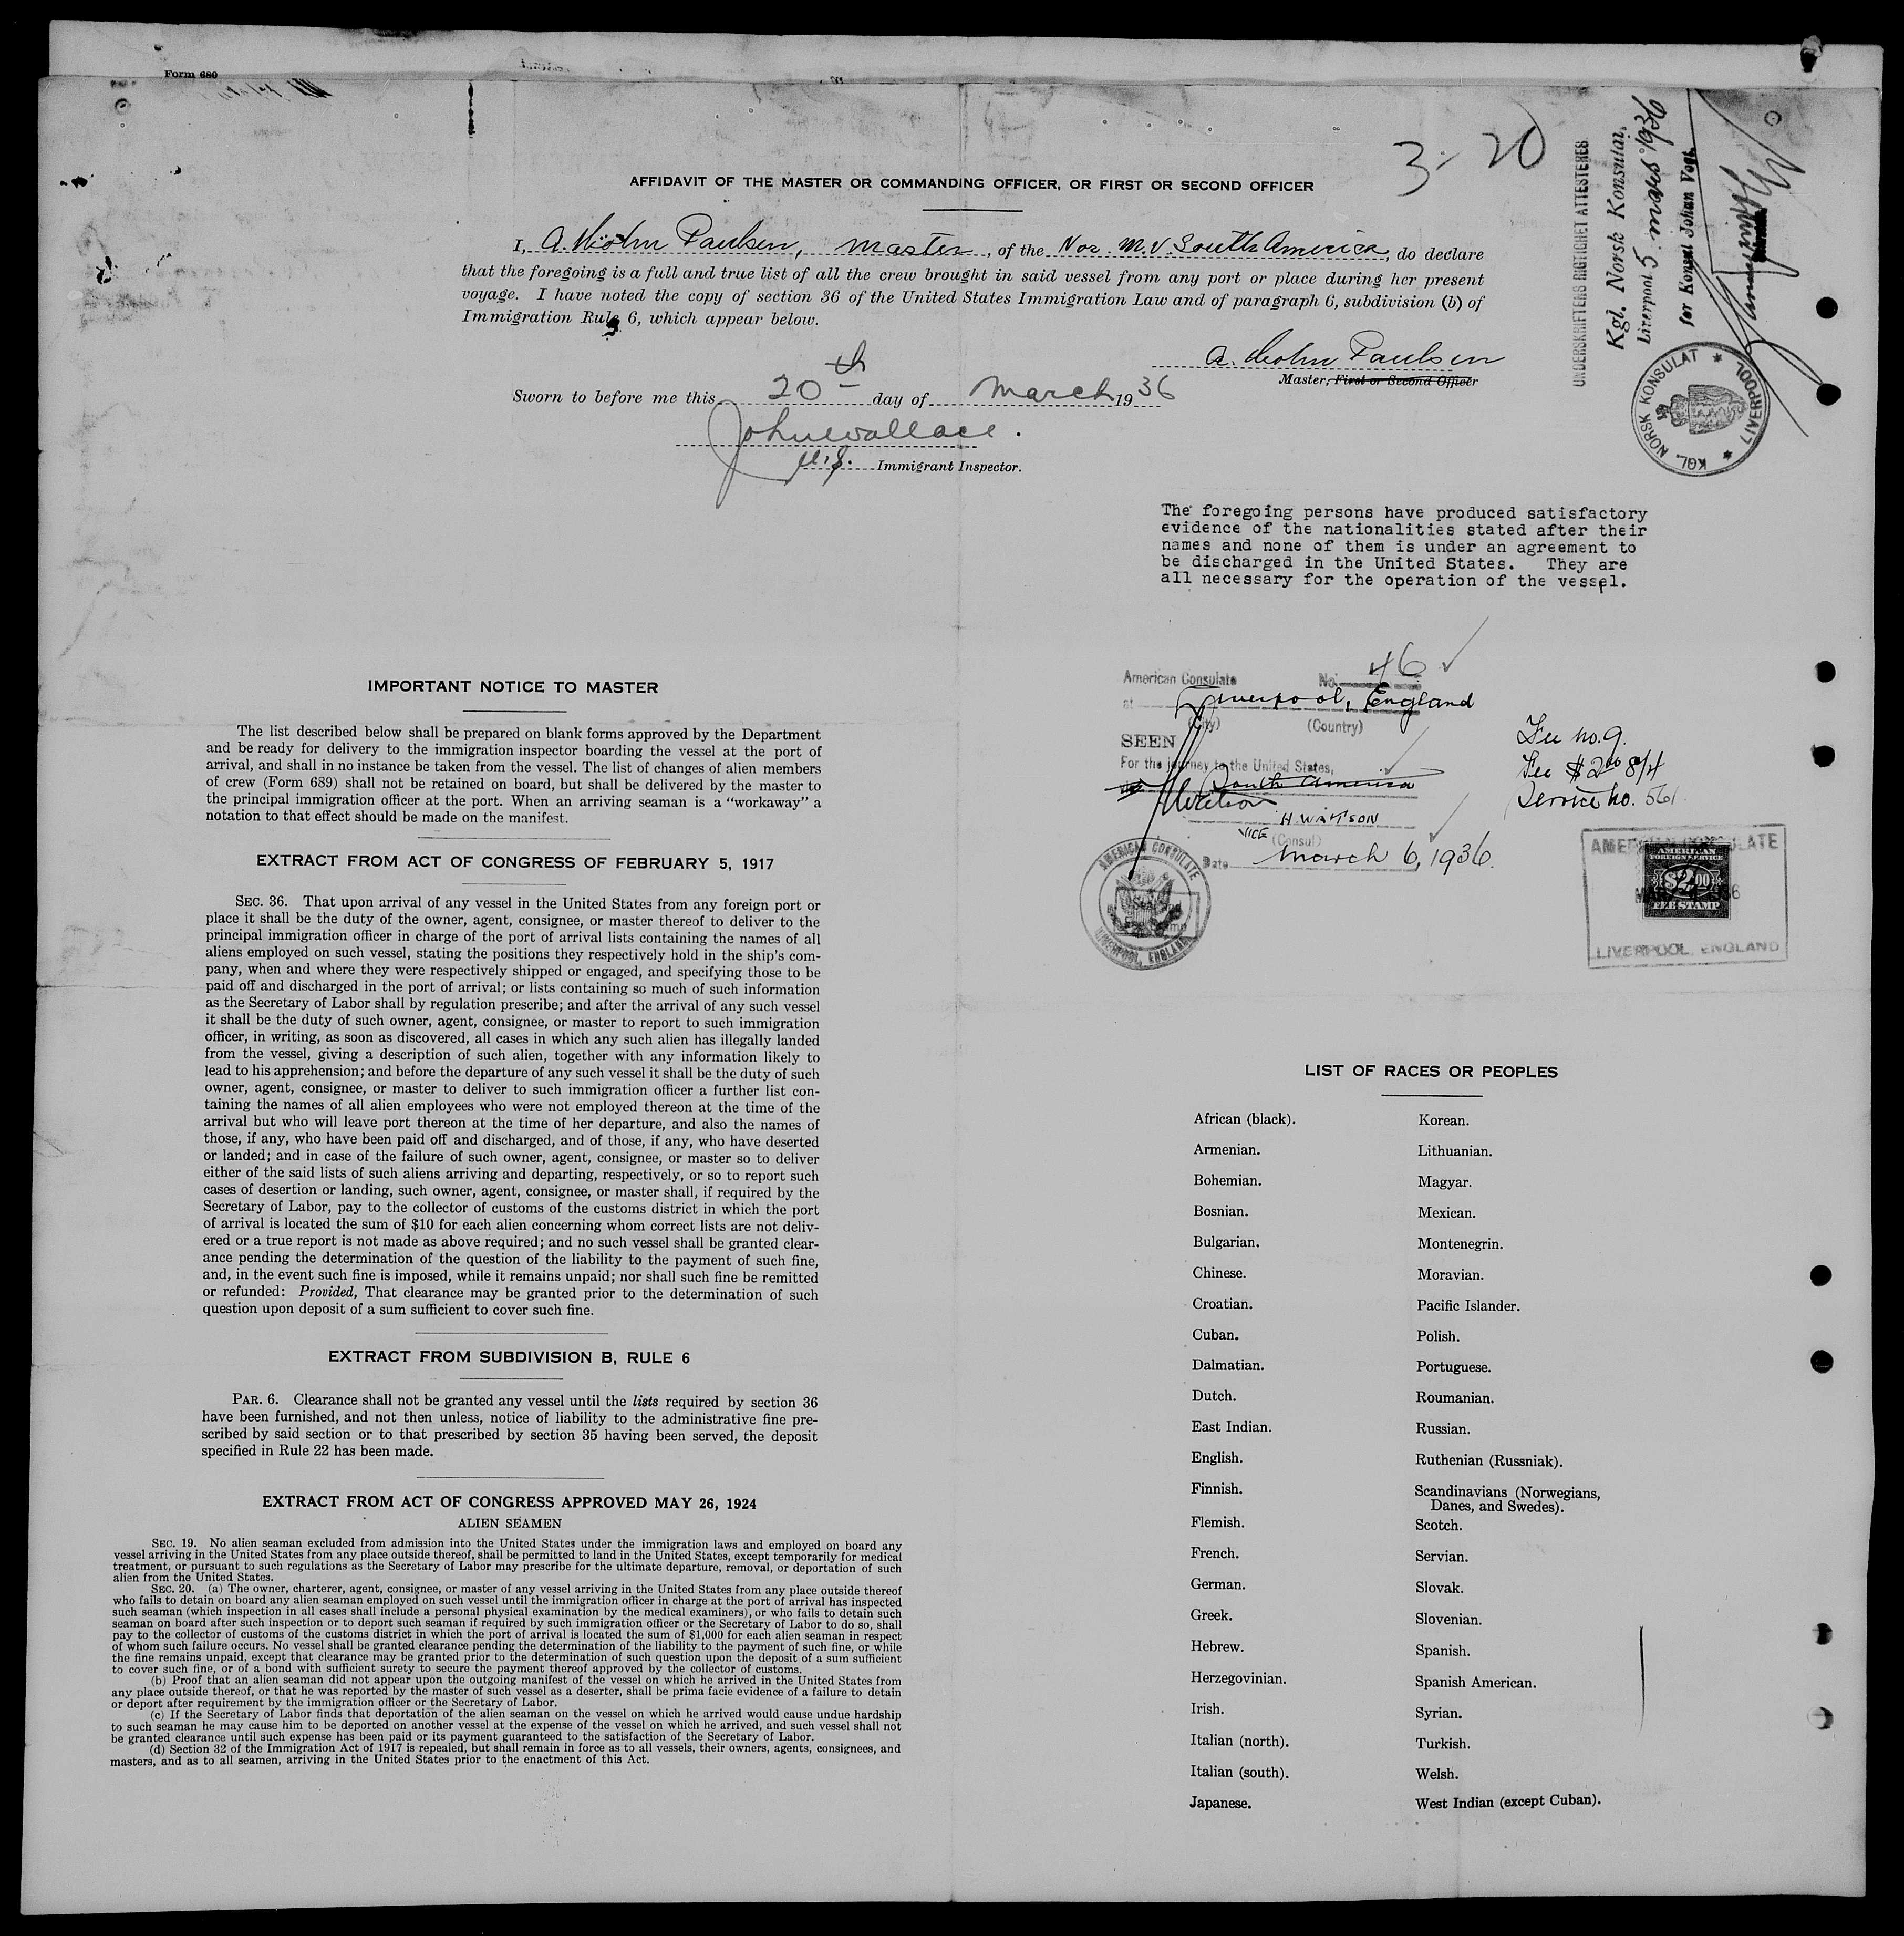 Form 680
3-20
AFFIDAVIT OF THE MASTER OR COMMANDING OFFICER, OR FIRST OR SECOND OFFICER
I, A. Paulsen, master, of the Nor. M.V. South America, do declare
that the foregoing is a full and true list of all the crew brought in said vessel from any port or place during her present
voyage. I have noted the copy of section 36 of the United States Immigration Law and of paragraph 6, subdivision (b) of
Immigration Rule 6, which appear below.
A. Paulsen
Master, First or Second Officer
Sworn to before me this 20th day of March 1936
John Wallace.
U.S. Immigrant Inspector.
UNDERSKRIFTENS RIGTIGHET ATTESTERES
Kgl. Norsk Konsulat,
Liverpool 5 mars 1936
for Konsul Johan Vogt.
KGL. NORSK KONSULAT * LIVERPOOL *
The foregoing persons have produced satisfactory
evidence of the nationalities stated after their
names and none of them is under an agreement to
be discharged in the United States. They are
all necessary for the operation of the vessel.
American Consulate No. 46
at Liverpool, England
(City) (Country)
SEEN
For the journey to the United States,
South America
H. WATSON
VICE (Consul)
Date March 6, 1936.
AMERICAN CONSULATE
LIVERPOOL, ENGLAND
Fee no. 9.
Fee $2.00 8/4
Service no. 561
AMERICAN CONSULATE
AMERICAN
FOREIGN SERVICE
$2.00
FEE STAMP
LIVERPOOL, ENGLAND
IMPORTANT NOTICE TO MASTER
The list described below shall be prepared on blank forms approved by the Department
and be ready for delivery to the immigration inspector boarding the vessel at the port of
arrival, and shall in no instance be taken from the vessel. The list of changes of alien members
of crew (Form 689) shall not be retained on board, but shall be delivered by the master to
the principal immigration officer at the port. When an arriving seaman is a "workaway" a
notation to that effect should be made on the manifest.
EXTRACT FROM ACT OF CONGRESS OF FEBRUARY 5, 1917
SEC. 36. That upon arrival of any vessel in the United States from any foreign port or
place it shall be the duty of the owner, agent, consignee, or master thereof to deliver to the
principal immigration officer in charge of the port of arrival lists containing the names of all
aliens employed on such vessel, stating the positions they respectively hold in the ship's com-
pany, when and where they were respectively shipped or engaged, and specifying those to be
paid off and discharged in the port of arrival; or lists containing so much of such information
as the Secretary of Labor shall by regulation prescribe; and after the arrival of any such vessel
it shall be the duty of such owner, agent, consignee, or master to report to such immigration
officer, in writing, as soon as discovered, all cases in which any such alien has illegally landed
from the vessel, giving a description of such alien, together with any information likely to
lead to his apprehension; and before the departure of any such vessel it shall be the duty of such
owner, agent, consignee, or master to deliver to such immigration officer a further list con-
taining the names of all alien employees who were not employed thereon at the time of the
arrival but who will leave port thereon at the time of her departure, and also the names of
those, if any, who have been paid off and discharged, and of those, if any, who have deserted
or landed; and in case of the failure of such owner, agent, consignee, or master so to deliver
either of the said lists of such aliens arriving and departing, respectively, or so to report such
cases of desertion or landing, such owner, agent, consignee, or master shall, if required by the
Secretary of Labor, pay to the collector of customs of the customs district in which the port
of arrival is located the sum of $10 for each alien concerning whom correct lists are not deliv-
ered or a true report is not made as above required; and no such vessel shall be granted clear-
ance pending the determination of the question of the liability to the payment of such fine,
and, in the event such fine is imposed, while it remains unpaid; nor shall such fine be remitted
or refunded: Provided, That clearance may be granted prior to the determination of such
question upon deposit of a sum sufficient to cover such fine.
EXTRACT FROM SUBDIVISION B, RULE 6
PAR. 6. Clearance shall not be granted any vessel until the lists required by section 36
have been furnished, and not then unless, notice of liability to the administrative fine pre-
scribed by said section or to that prescribed by section 35 having been served, the deposit
specified in Rule 22 has been made.
EXTRACT FROM ACT OF CONGRESS APPROVED MAY 26, 1924
ALIEN SEAMEN
SEC. 19. No alien seaman excluded from admission into the United States under the immigration laws and employed on board any
vessel arriving in the United States from any place outside thereof, shall be permitted to land in the United States, except temporarily for medical
treatment, or pursuant to such regulations as the Secretary of Labor may prescribe for the ultimate departure, removal, or deportation of such
alien from the United States.
SEC. 20. (a) The owner, charterer, agent, consignee, or master of any vessel arriving in the United States from any place outside thereof
who fails to detain on board any alien seaman employed on such vessel until the immigration officer in charge at the port of arrival has inspected
such seaman (which inspection in all cases shall include a personal physical examination by the medical examiners), or who fails to detain such
seaman on board after such inspection or to deport such seaman if required by such immigration officer or the Secretary of Labor to do so, shall
pay to the collector of customs of the customs district in which the port of arrival is located the sum of $1,000 for each alien seaman in respect
of whom such failure occurs. No vessel shall be granted clearance pending the determination of the liability to the payment of such fine, or while
the fine remains unpaid, except that clearance may be granted prior to the determination of such question upon the deposit of a sum sufficient
to cover such fine, or of a bond with sufficient surety to secure the payment thereof approved by the collector of customs.
(b) Proof that an alien seaman did not appear upon the outgoing manifest of the vessel on which he arrived in the United States from
any place outside thereof, or that he was reported by the master of such vessel as a deserter, shall be prima facie evidence of a failure to detain
or deport after requirement by the immigration officer or the Secretary of Labor.
(c) If the Secretary of Labor finds that deportation of the alien seaman on the vessel on which he arrived would cause undue hardship
to such seaman he may cause him to be deported on another vessel at the expense of the vessel on which he arrived, and such vessel shall not
be granted clearance until such expense has been paid or its payment guaranteed to the satisfaction of the Secretary of Labor.
(d) Section 32 of the Immigration Act of 1917 is repealed, but shall remain in force as to all vessels, their owners, agents, consignees, and
masters, and as to all seamen, arriving in the United States prior to the enactment of this Act.
LIST OF RACES OR PEOPLES
African (black). Korean.
Armenian. Lithuanian.
Bohemian. Magyar.
Bosnian. Mexican.
Bulgarian. Montenegrin.
Chinese. Moravian.
Croatian. Pacific Islander.
Cuban. Polish.
Dalmatian. Portuguese.
Dutch. Roumanian.
East Indian. Russian.
English. Ruthenian (Russniak).
Finnish. Scandinavians (Norwegians,
Danes, and Swedes).
Flemish. Scotch.
French. Servian.
German. Slovak.
Greek. Slovenian.
Hebrew. Spanish.
Herzegovinian. Spanish American.
Irish. Syrian.
Italian (north). Turkish.
Italian (south). Welsh.
Japanese. West Indian (except Cuban).